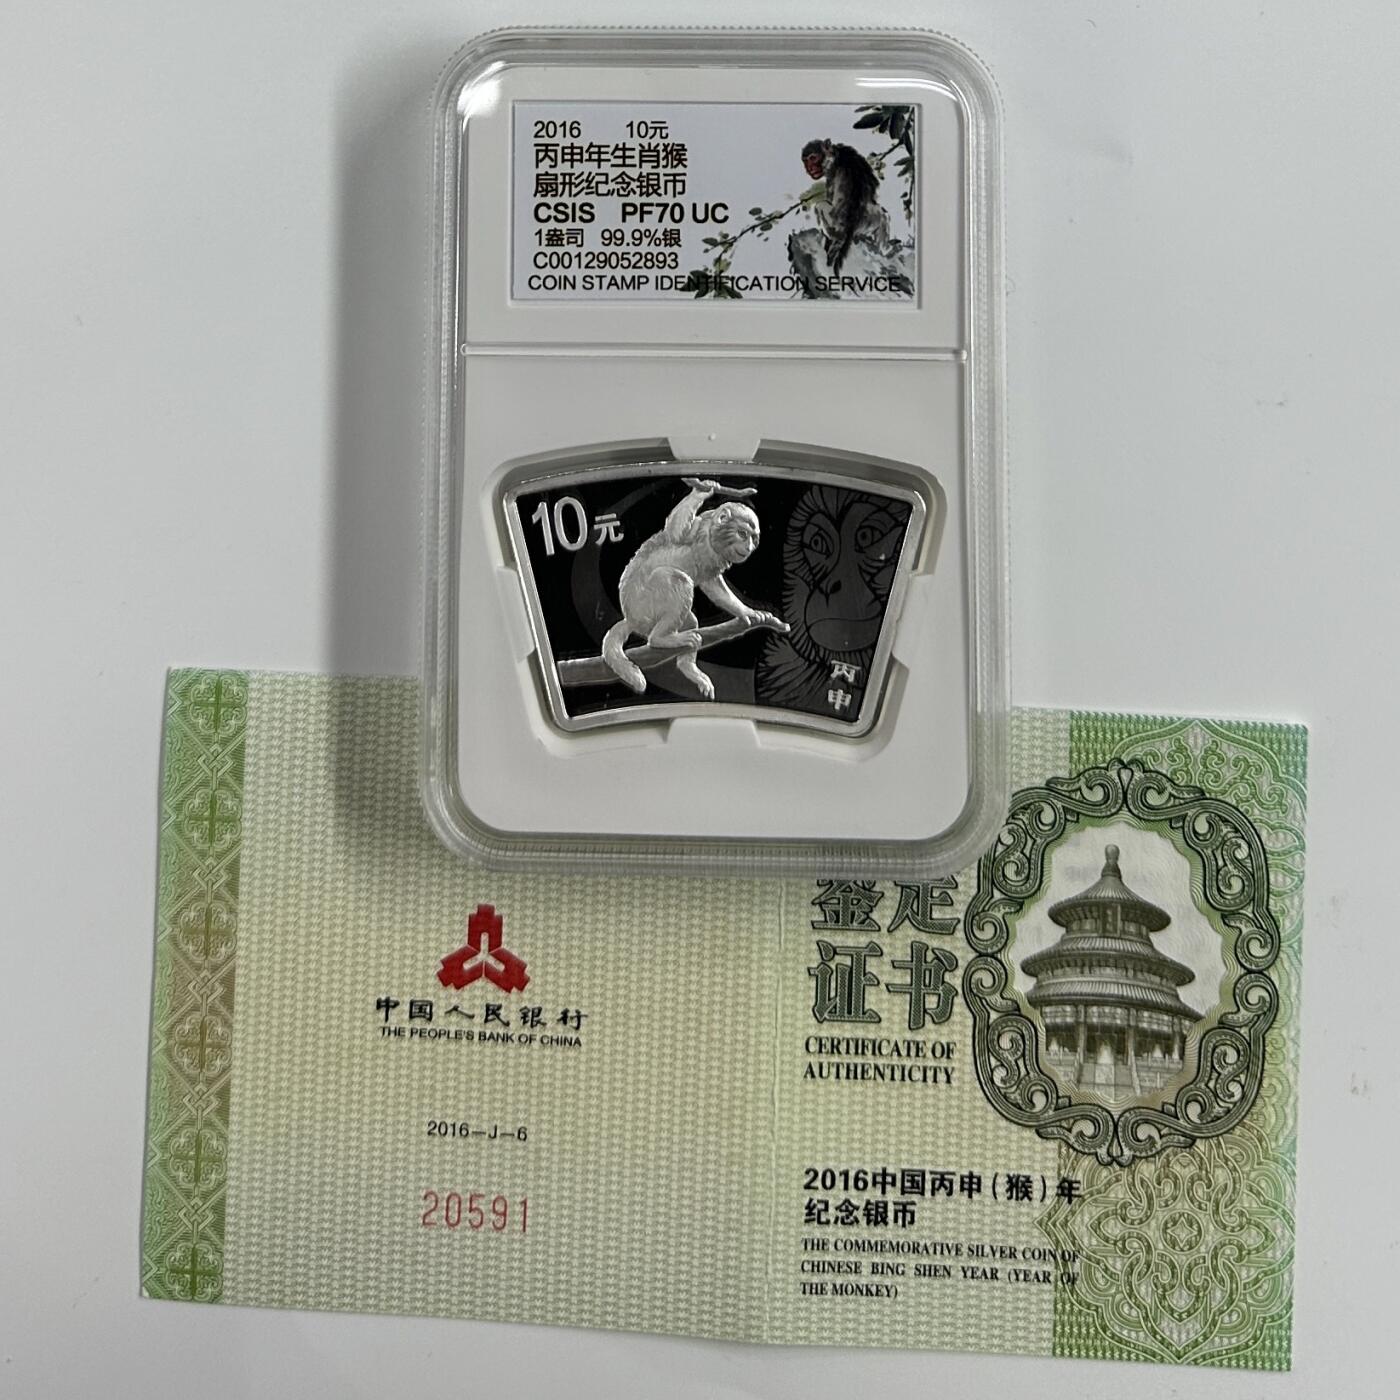 2016 10元
丙申年生肖猴
扇形纪念银币
CSIS PF70 UC
1盎司 99.9%银
C00129052893
COIN STAMP IDENTIFICATION SERVICE
10元
丙
申
中国人民银行
THE PEOPLE'S BANK OF CHINA
2016-J-6
20591
鉴定
证书
CERTIFICATE OF
AUTHENTICITY
2016中国丙申(猴)年
纪念银币
THE COMMEMORATIVE SILVER COIN OF
CHINESE BING SHEN YEAR (YEAR OF
THE MONKEY)